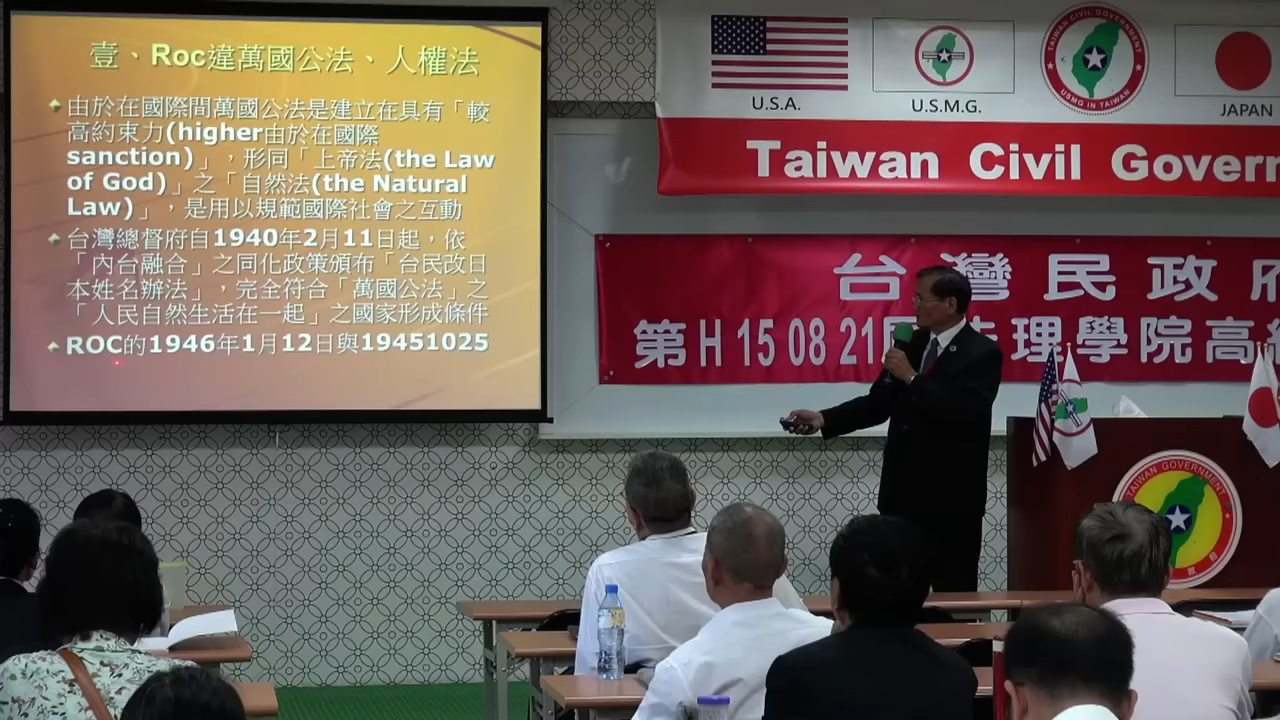 壹、Roc違萬國公法、人權法
由於在國際間萬國公法是建立在具有「較
高約束力(higher由於在國際
sanction)」，形同「上帝法(the Law
of God)」之「自然法(the Natural
Law)」，是用以規範國際社會之互動
台灣總督府自1940年2月11日起，依
「內台融合」之同化政策頒布「台民改日
本姓名辦法」，完全符合「萬國公法」之
「人民自然生活在一起」之國家形成條件
ROC的1946年1月12日與19451025
U.S.A.
U.S.M.G.
TAIWAN CIVIL GOVERNMENT
USMG IN TAIWAN
JAPAN
Taiwan Civil Govern
台灣民政府
第H 15 08 21
理學院高
TAIWAN GOVERNMENT